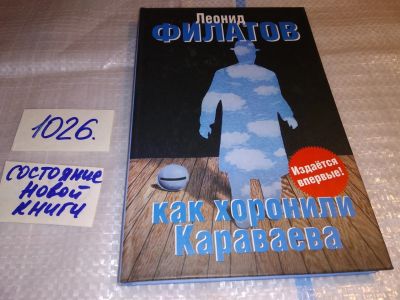 Леонид
ФИЛАТОВ
1026.
состояние
новой
книги
Издаётся
впервые!
как хоронили
Караваева